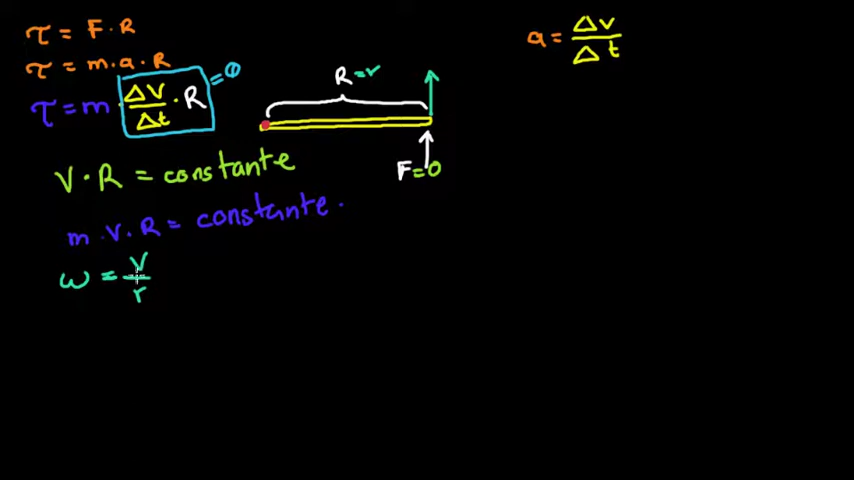 τ = F · R
a = Δv/Δt
τ = m · a · R
τ = m · Δv/Δt · R = 0
R = r
F = 0
v · R = constante
m · v · R = constante.
ω = v/r